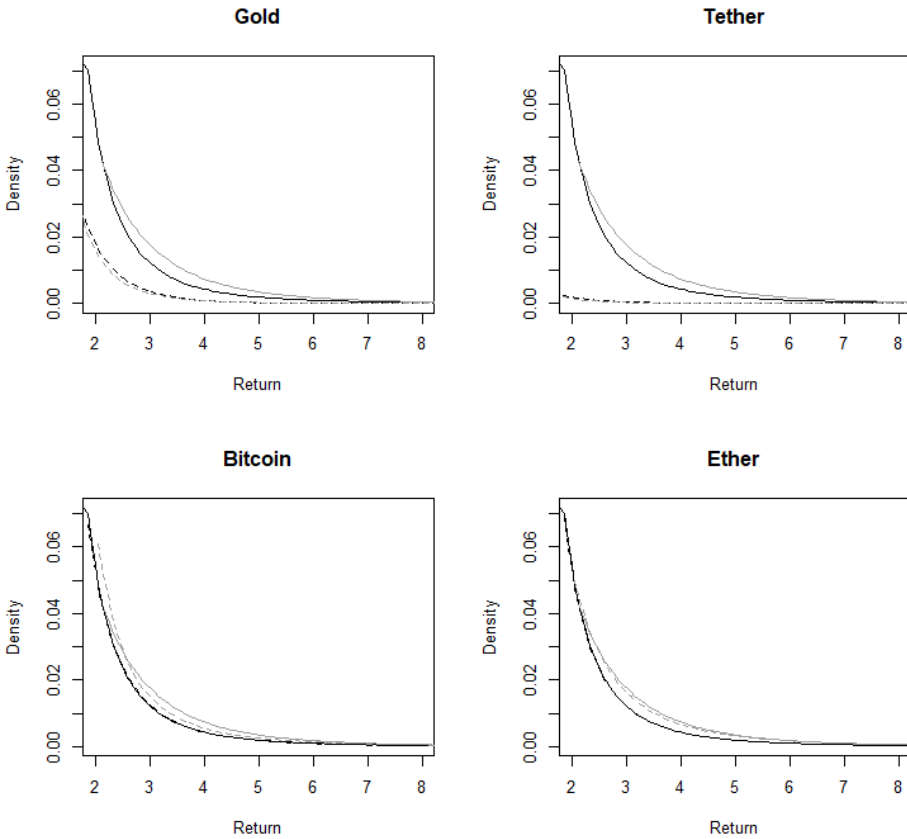 Gold
Density
0.00 0.02 0.04 0.06
2 3 4 5 6 7 8
Return
Tether
Density
0.00 0.02 0.04 0.06
2 3 4 5 6 7 8
Return
Bitcoin
Density
0.00 0.02 0.04 0.06
2 3 4 5 6 7 8
Return
Ether
Density
0.00 0.02 0.04 0.06
2 3 4 5 6 7 8
Return